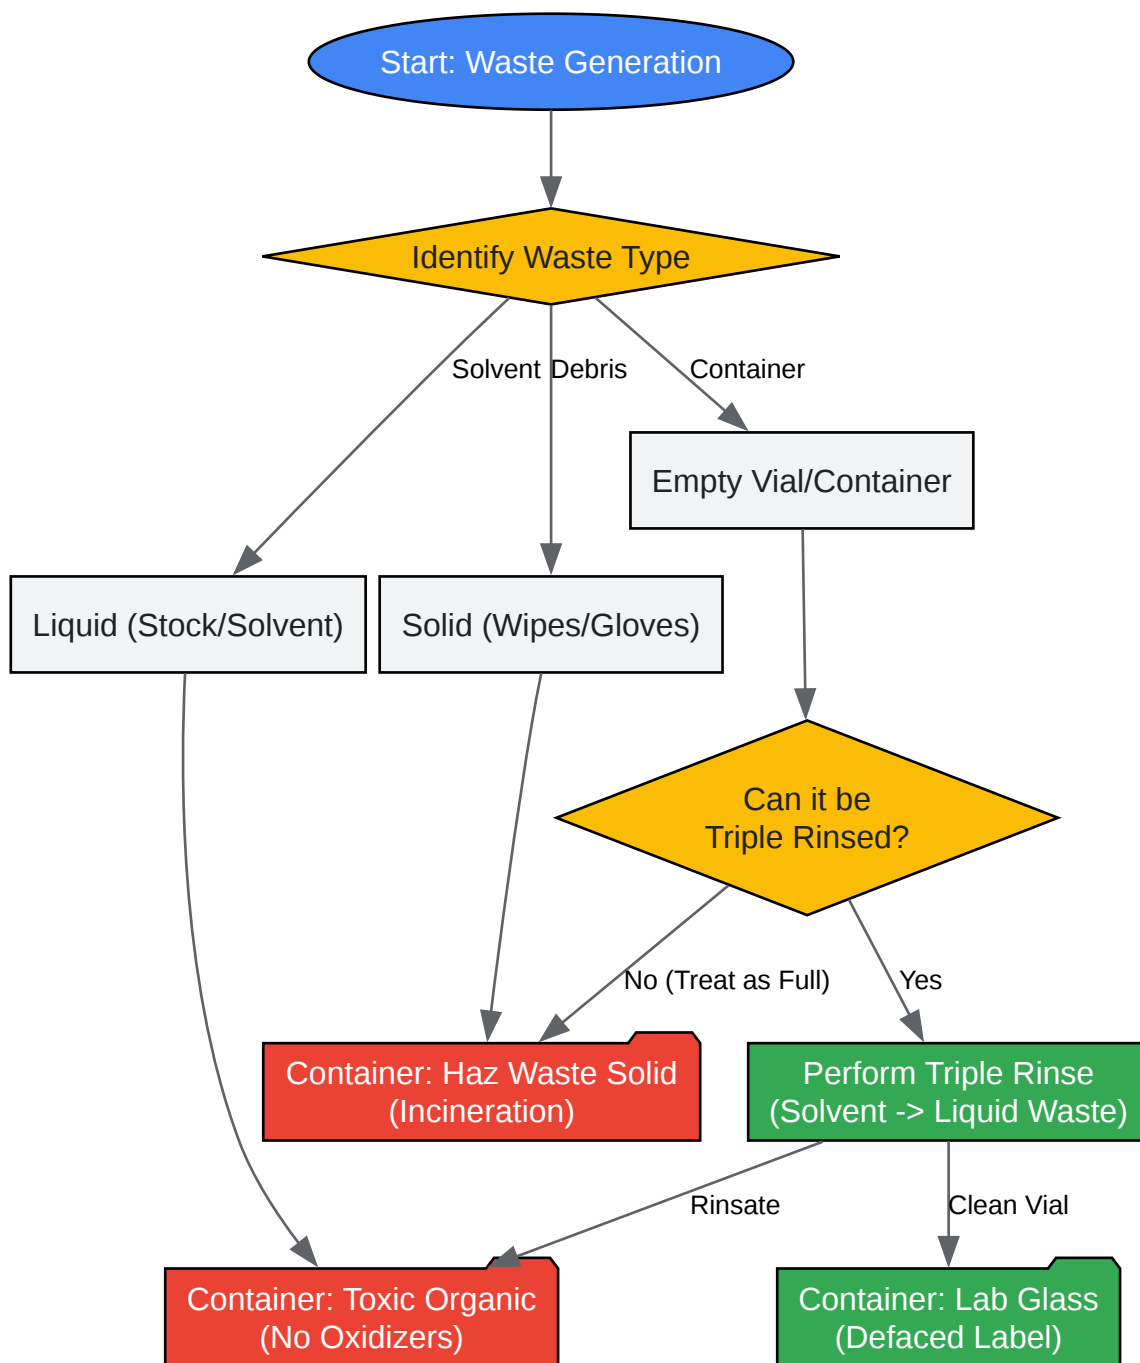 Start: Waste Generation
Identify Waste Type
Solvent
Debris
Container
Empty Vial/Container
Liquid (Stock/Solvent)
Solid (Wipes/Gloves)
Can it be
Triple Rinsed?
No (Treat as Full)
Yes
Container: Haz Waste Solid
(Incineration)
Perform Triple Rinse
(Solvent -> Liquid Waste)
Rinsate
Clean Vial
Container: Toxic Organic
(No Oxidizers)
Container: Lab Glass
(Defaced Label)